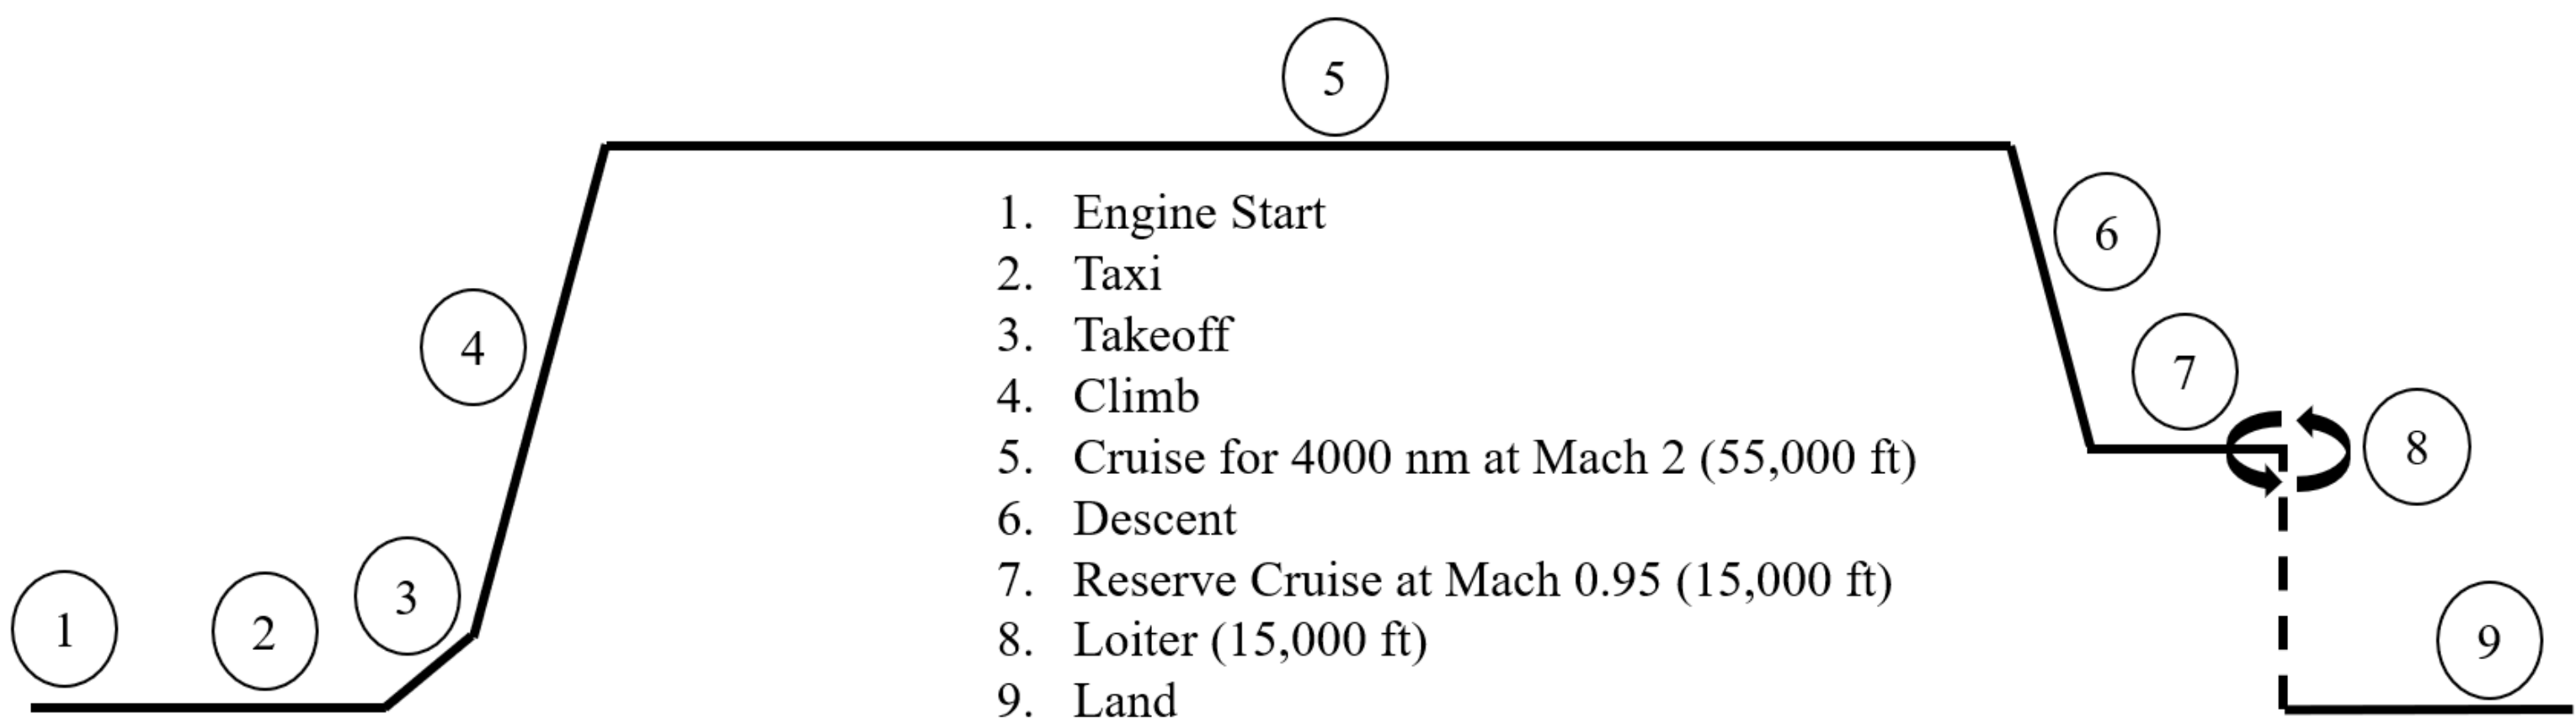 5
1. Engine Start
2. Taxi
3. Takeoff
4. Climb
5. Cruise for 4000 nm at Mach 2 (55,000 ft)
6. Descent
7. Reserve Cruise at Mach 0.95 (15,000 ft)
8. Loiter (15,000 ft)
9. Land
1
2
3
4
6
7
8
9